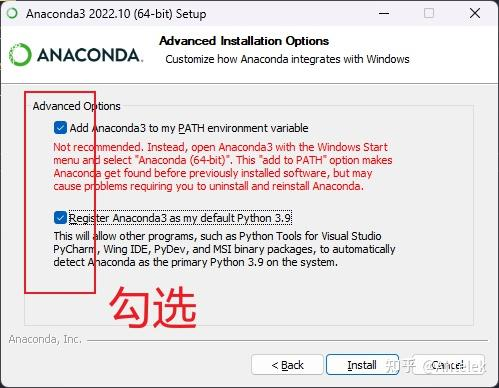 Anaconda3 2022.10 (64-bit) Setup
ANACONDA.
Advanced Installation Options
Customize how Anaconda integrates with Windows
Advanced Options
Add Anaconda3 to my PATH environment variable
Not recommended. Instead, open Anaconda3 with the Windows Start
menu and select "Anaconda (64-bit)". This "add to PATH" option makes
Anaconda get found before previously installed software, but may
cause problems requiring you to uninstall and reinstall Anaconda.
Register Anaconda3 as my default Python 3.9
This will allow other programs, such as Python Tools for Visual Studio
PyCharm, Wing IDE, PyDev, and MSI binary packages, to automatically
detect Anaconda as the primary Python 3.9 on the system.
勾选
Anaconda, Inc.
< Back
Install
Cancel
知乎